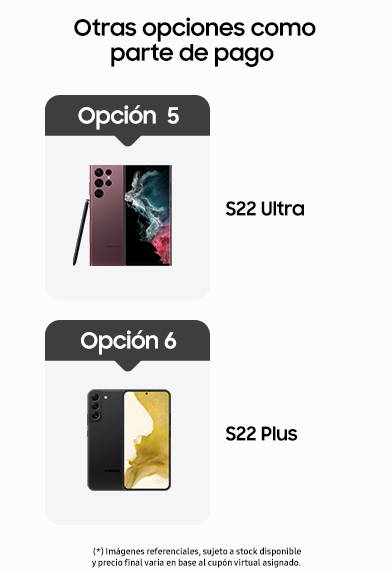 Otras opciones como
parte de pago
Opción 5
S22 Ultra
Opción 6
S22 Plus
(*) Imágenes referenciales, sujeto a stock disponible
y precio final varia en base al cupón virtual asignado.